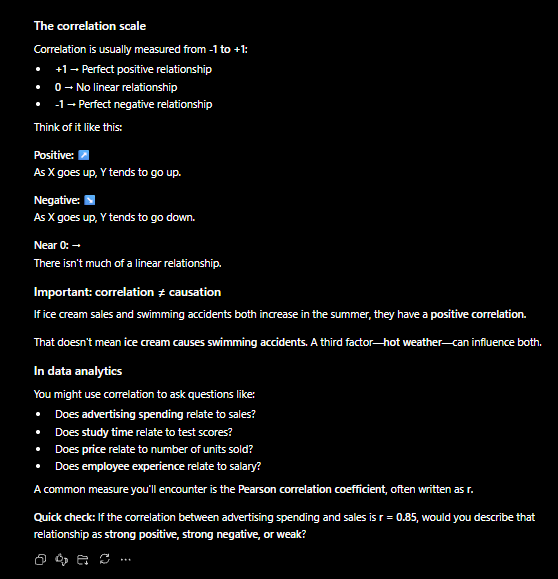 The correlation scale
Correlation is usually measured from -1 to +1:
• +1 → Perfect positive relationship
• 0 → No linear relationship
• -1 → Perfect negative relationship
Think of it like this:
Positive: ↗️
As X goes up, Y tends to go up.
Negative: ↘️
As X goes up, Y tends to go down.
Near 0: →
There isn't much of a linear relationship.
Important: correlation ≠ causation
If ice cream sales and swimming accidents both increase in the summer, they have a positive correlation.
That doesn't mean ice cream causes swimming accidents. A third factor—hot weather—can influence both.
In data analytics
You might use correlation to ask questions like:
• Does advertising spending relate to sales?
• Does study time relate to test scores?
• Does price relate to number of units sold?
• Does employee experience relate to salary?
A common measure you'll encounter is the Pearson correlation coefficient, often written as r.
Quick check: If the correlation between advertising spending and sales is r = 0.85, would you describe that
relationship as strong positive, strong negative, or weak?